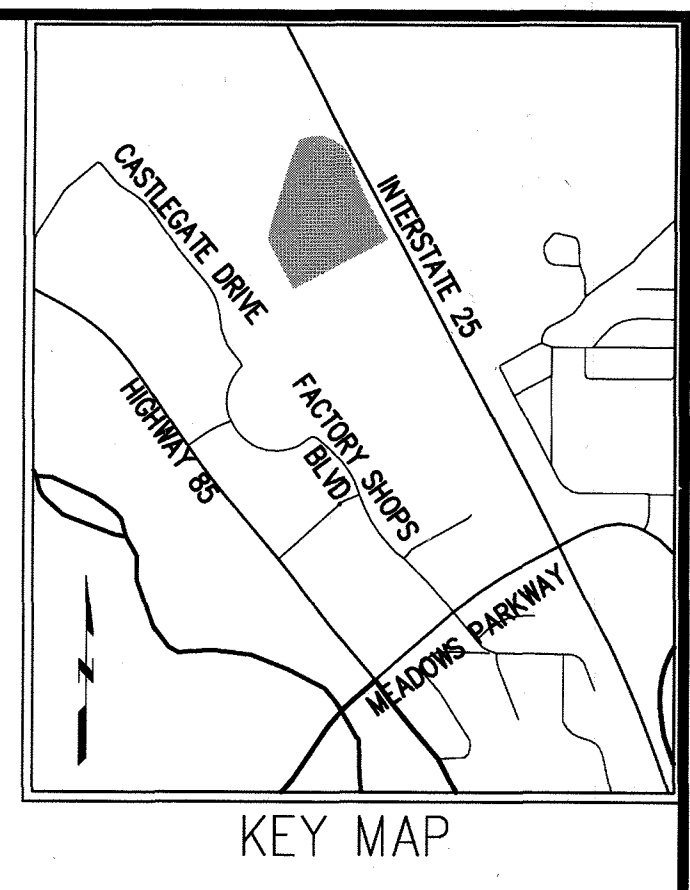 CASTLEGATE DRIVE
INTERSTATE 25
HIGHWAY 85
FACTORY SHOPS
BLVD
MEADOWS PARKWAY
N
KEY MAP